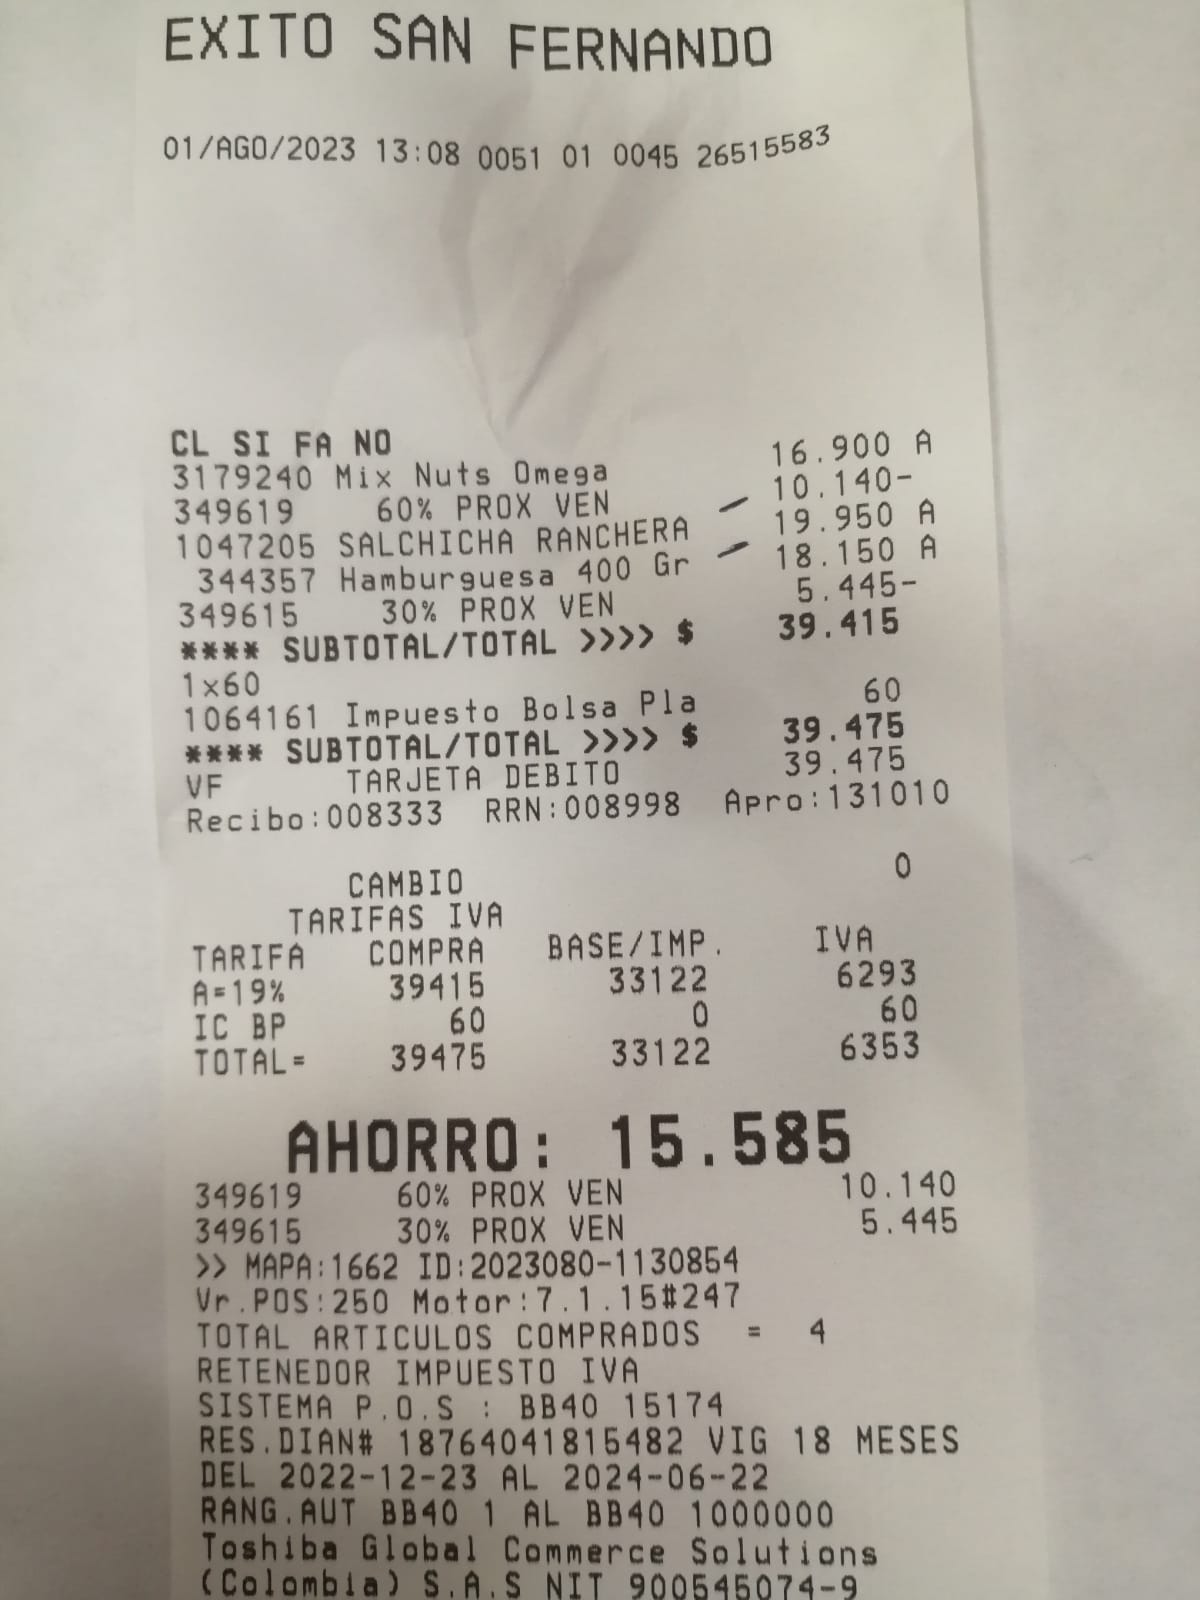 EXITO SAN FERNANDO
01/AGO/2023 13:08 0051 01 0045 26515583
CL SI FA NO
3179240 Mix Nuts Omega 16.900 A
349619 60% PROX VEN 10.140-
1047205 SALCHICHA RANCHERA 19.950 A
344357 Hamburguesa 400 Gr 18.150 A
349615 30% PROX VEN 5.445-
**** SUBTOTAL/TOTAL >>>> $ 39.415
1x60
1064161 Impuesto Bolsa Pla 60
**** SUBTOTAL/TOTAL >>>> $ 39.475
VF TARJETA DEBITO 39.475
Recibo:008333 RRN:008998 Apro:131010
CAMBIO 0
TARIFAS IVA
TARIFA COMPRA BASE/IMP. IVA
A=19% 39415 33122 6293
IC BP 60 0 60
TOTAL= 39475 33122 6353
AHORRO: 15.585
349619 60% PROX VEN 10.140
349615 30% PROX VEN 5.445
>> MAPA:1662 ID:2023080-1130854
Vr.POS:250 Motor:7.1.15#247
TOTAL ARTICULOS COMPRADOS = 4
RETENEDOR IMPUESTO IVA
SISTEMA P.O.S : BB40 15174
RES.DIAN# 18764041815482 VIG 18 MESES
DEL 2022-12-23 AL 2024-06-22
RANG.AUT BB40 1 AL BB40 1000000
Toshiba Global Commerce Solutions
(Colombia) S.A.S NIT 900545074-9